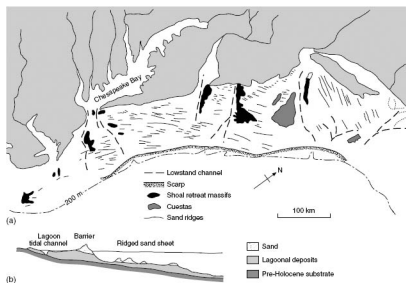 Chesapeake Bay
200 m
Lowstand channel
Scarp
Shoal retreat massifs
Cuestas
Sand ridges
N
100 km
(a)
Lagoon
tidal channel
Barrier
Ridged sand sheet
(b)
Sand
Lagoonal deposits
Pre-Holocene substrate